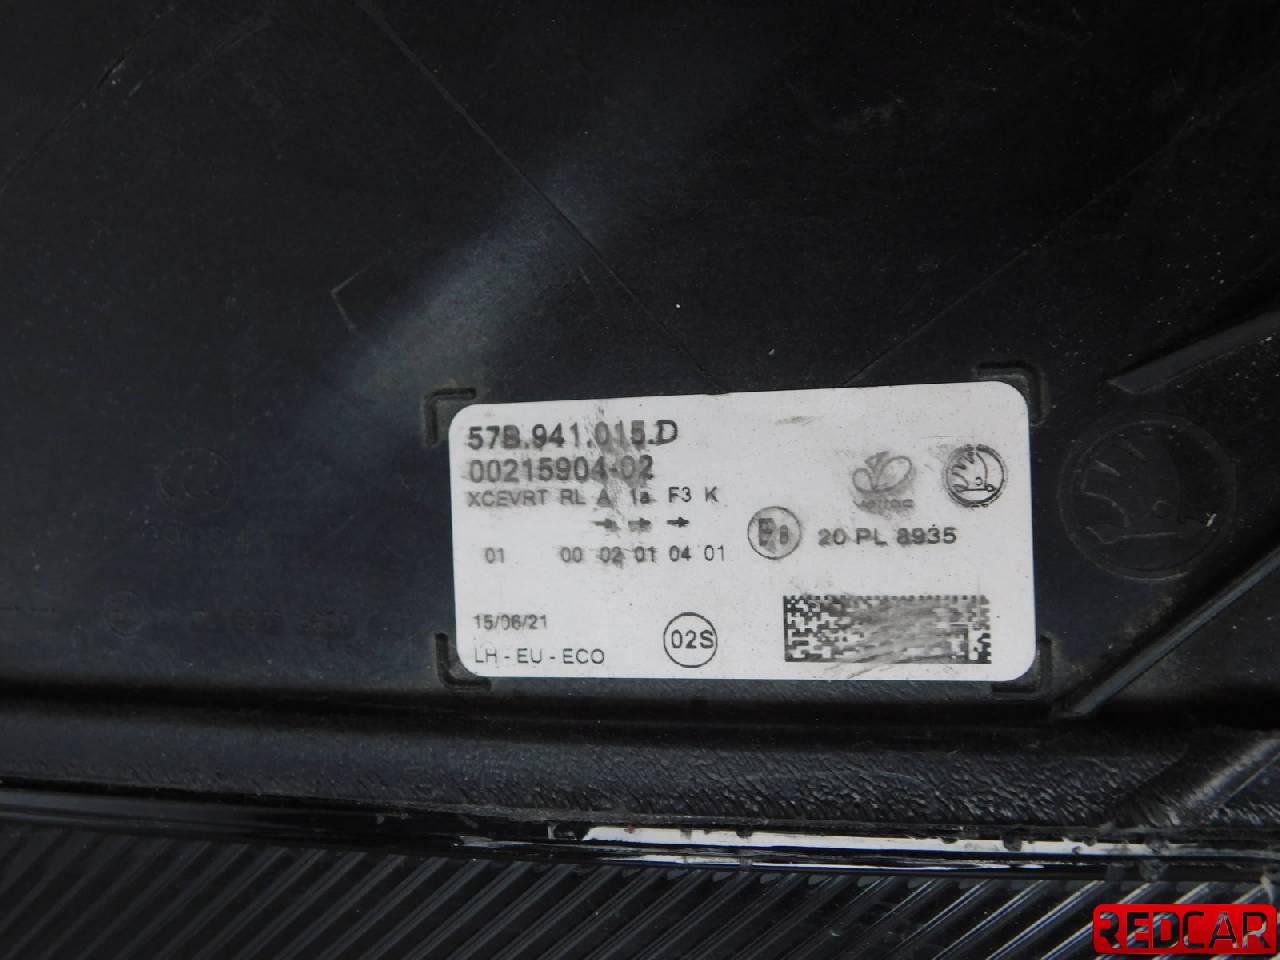 57B.941.015.D
00215904-02
XCEVRT RL A 1a F3 K
01 00 02 01 04 01
E8 20 PL 8935
15/06/21
LH - EU - ECO
02S
REDCAR